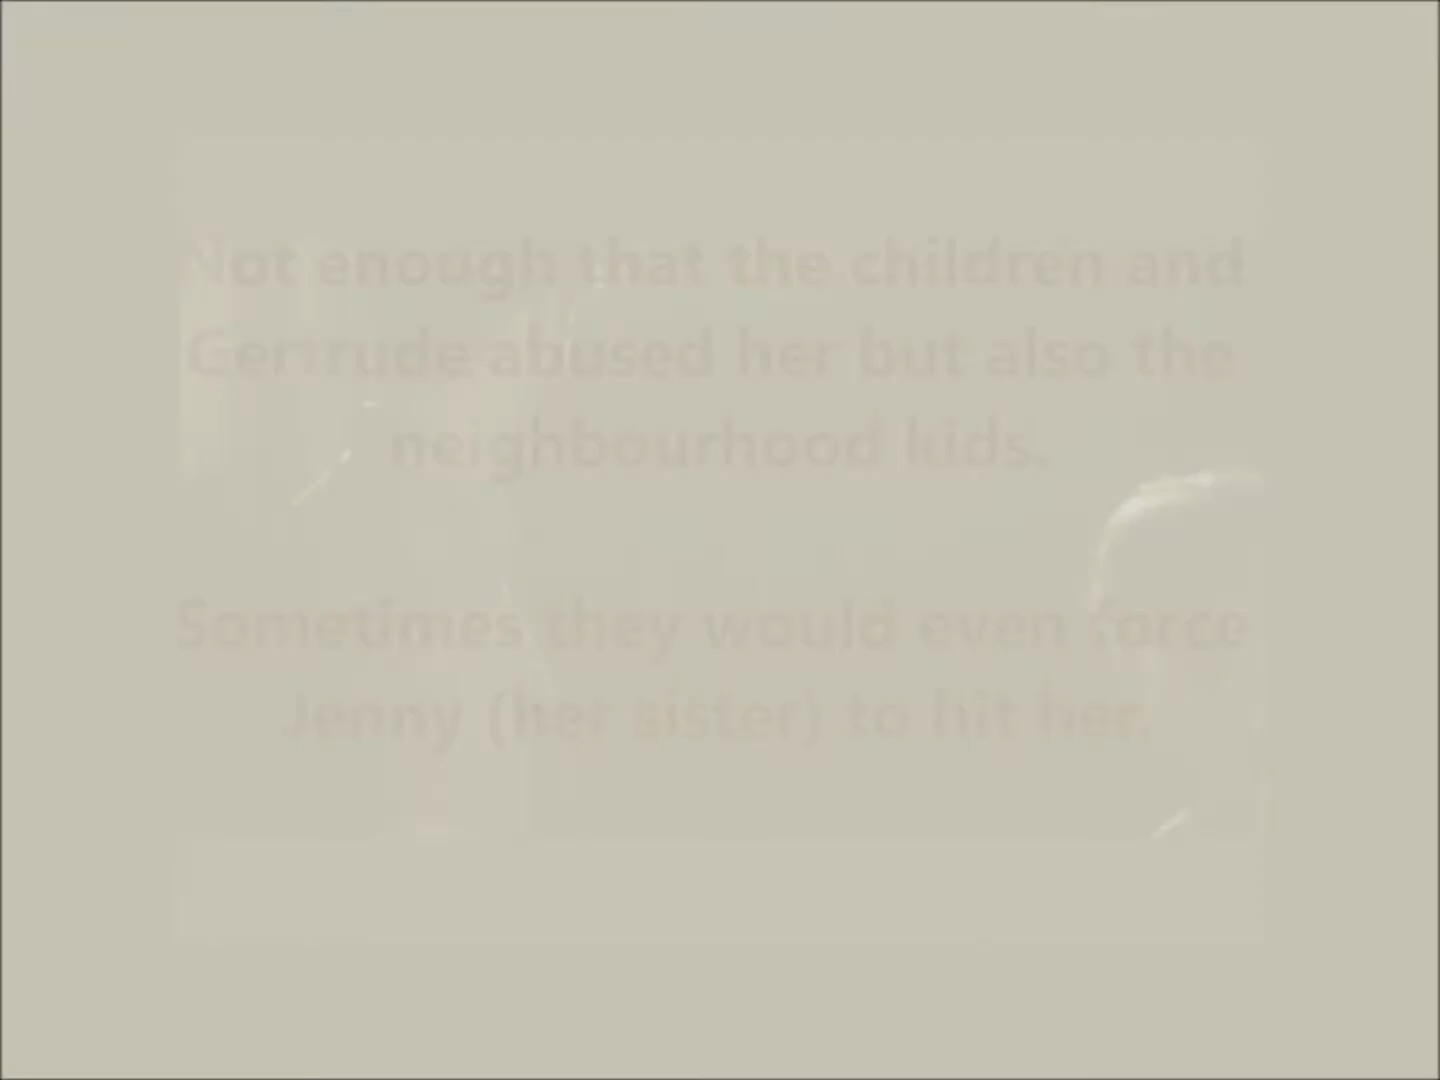 Not enough that the children and
Gertrude abused her but also the
neighbourhood kids.
Sometimes they would even force
Jenny (her sister) to hit her.